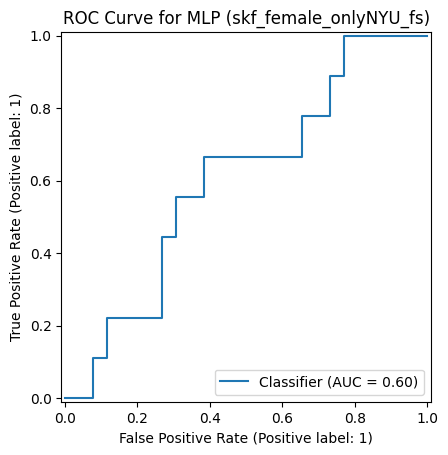 ROC Curve for MLP (skf_female_onlyNYU_fs)
1.0
0.8
0.6
0.4
0.2
0.0
True Positive Rate (Positive label: 1)
Classifier (AUC = 0.60)
0.0 0.2 0.4 0.6 0.8 1.0
False Positive Rate (Positive label: 1)